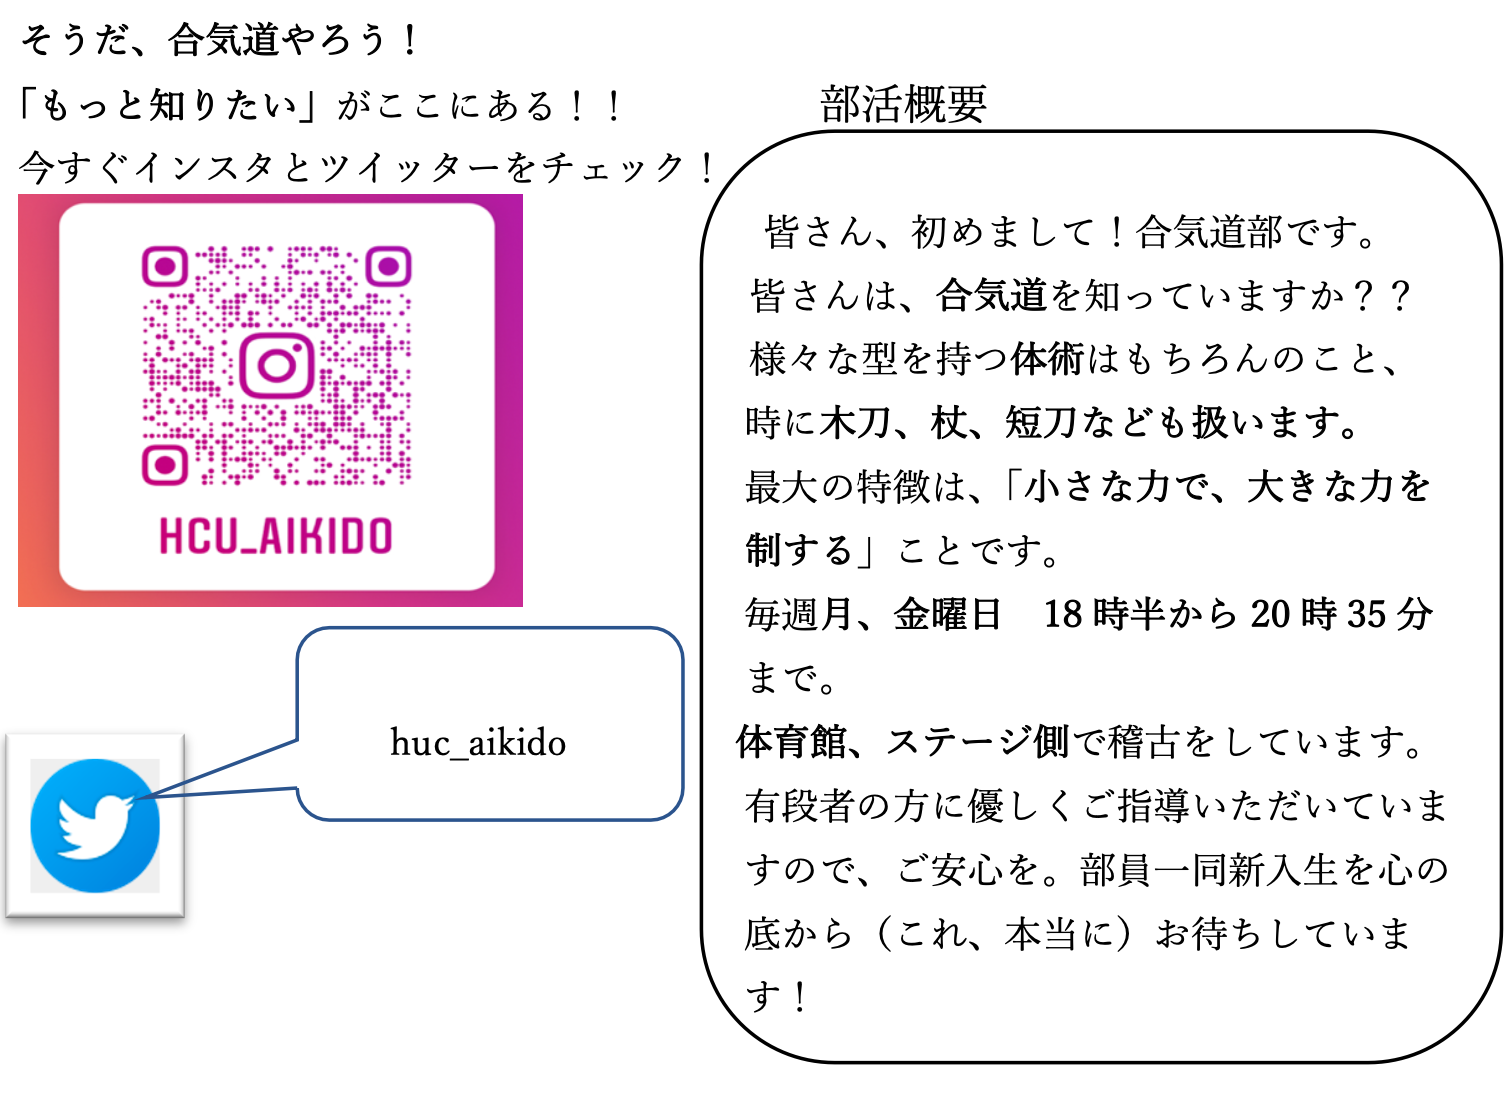 そうだ、合気道やろう！
「もっと知りたい」がここにある！！
今すぐインスタとツイッターをチェック！
HCU_AIKIDO
huc_aikido
部活概要
皆さん、初めまして！合気道部です。
皆さんは、合気道を知っていますか？？
様々な型を持つ体術はもちろんのこと、
時に木刀、杖、短刀なども扱います。
最大の特徴は、「小さな力で、大きな力を
制する」ことです。
毎週月、金曜日　18 時半から 20 時 35 分
まで。
体育館、ステージ側で稽古をしています。
有段者の方に優しくご指導いただいていま
すので、ご安心を。部員一同新入生を心の
底から（これ、本当に）お待ちしていま
す！